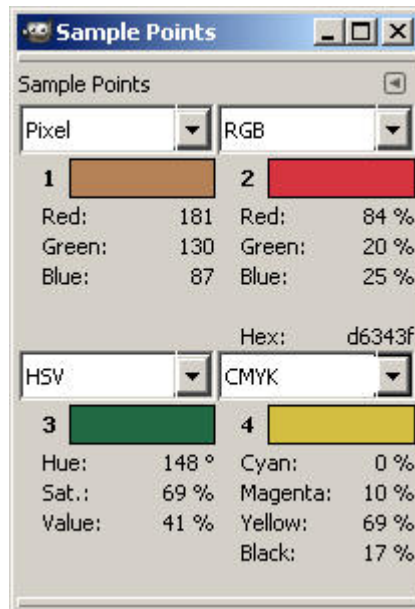 Sample Points
Sample Points
Pixel RGB
1 2
Red: 181 Red: 84 %
Green: 130 Green: 20 %
Blue: 87 Blue: 25 %
Hex: d6343f
HSV CMYK
3 4
Hue: 148 ° Cyan: 0 %
Sat.: 69 % Magenta: 10 %
Value: 41 % Yellow: 69 %
Black: 17 %